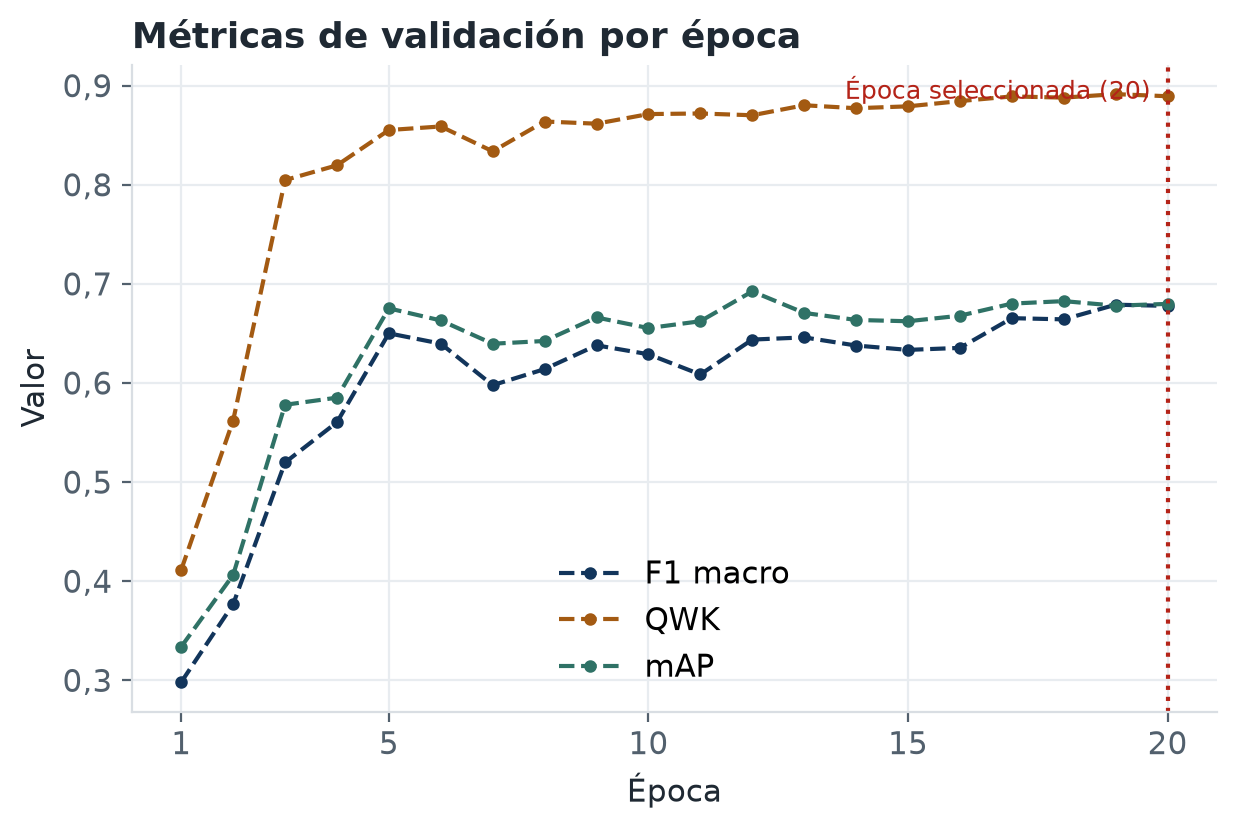 Métricas de validación por época
Época seleccionada (20)
0,9
0,8
0,7
0,6
0,5
0,4
0,3
Valor
F1 macro
QWK
mAP
1 5 10 15 20
Época